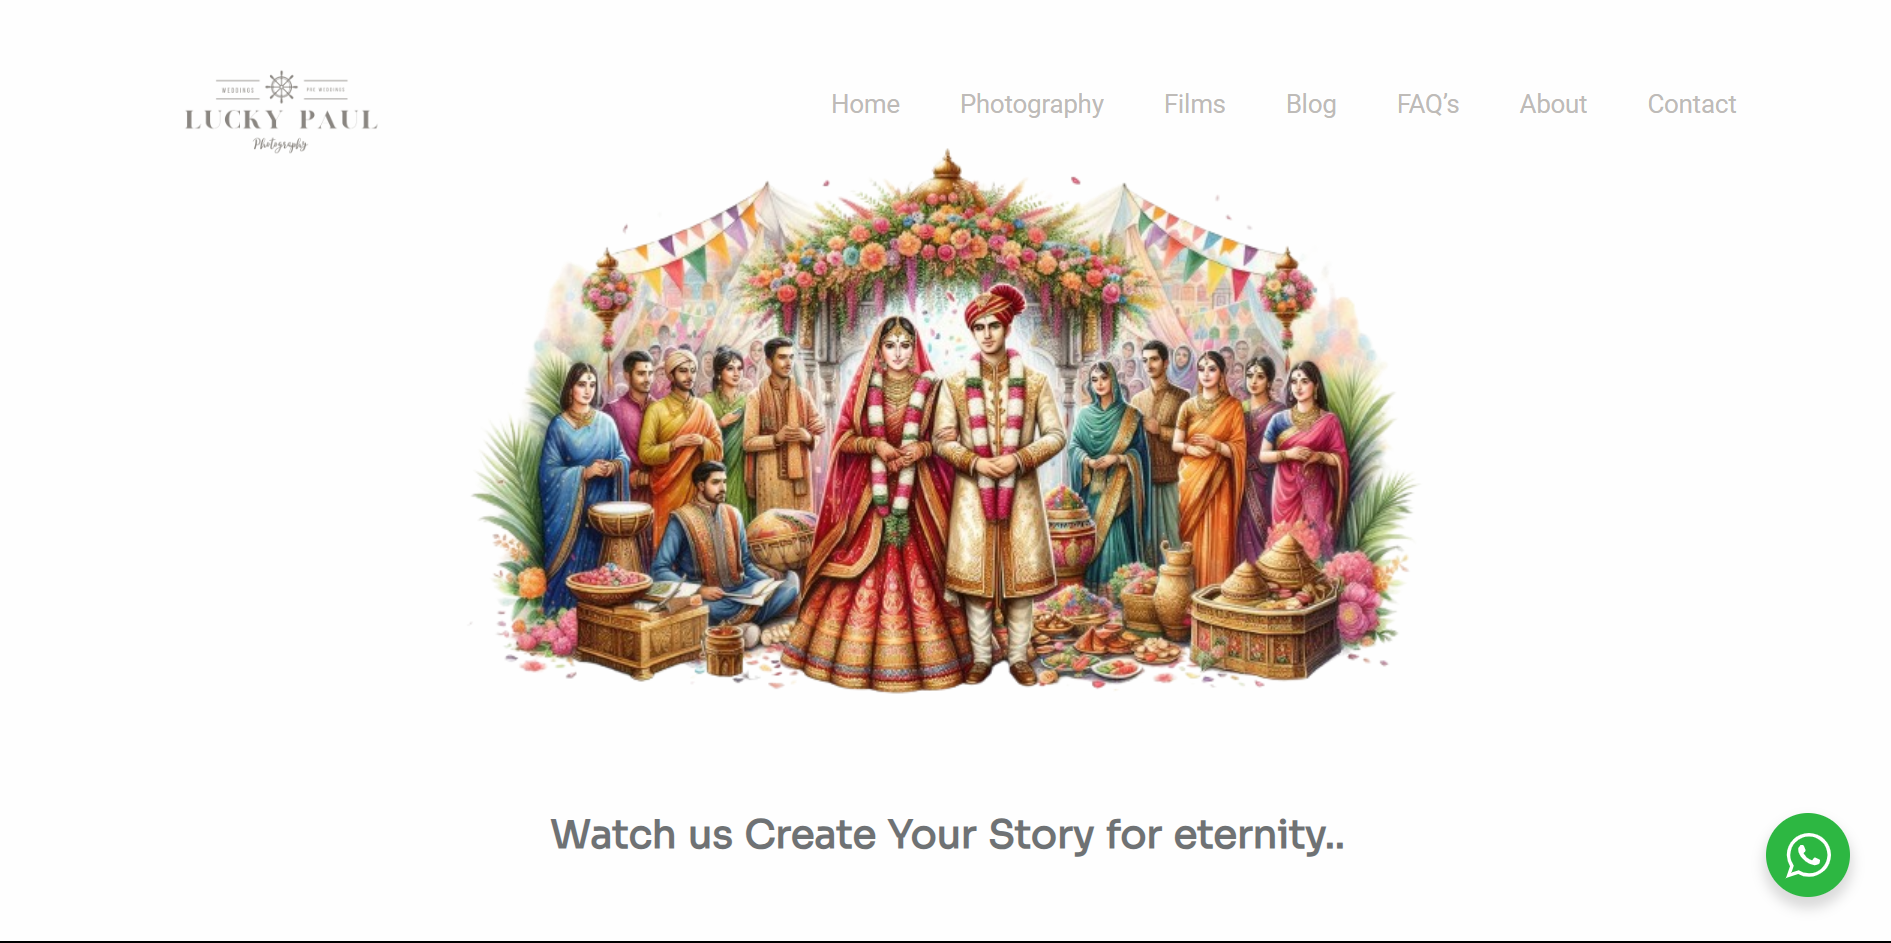 WEDDINGS PRE WEDDINGS
LUCKY PAUL
Photography
Home Photography Films Blog FAQ’s About Contact
Watch us Create Your Story for eternity..